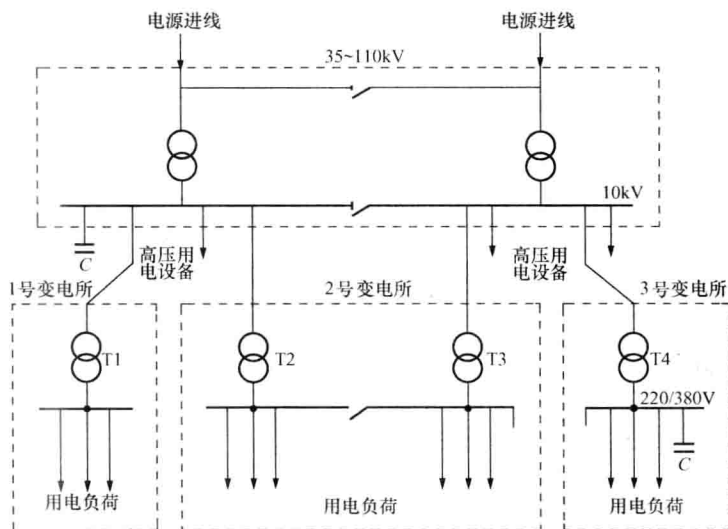 电源进线
电源进线
35~110kV
10kV
C
高压用
电设备
高压用
电设备
1号变电所
2号变电所
3号变电所
T1
T2
T3
T4
220/380V
C
用电负荷
用电负荷
用电负荷